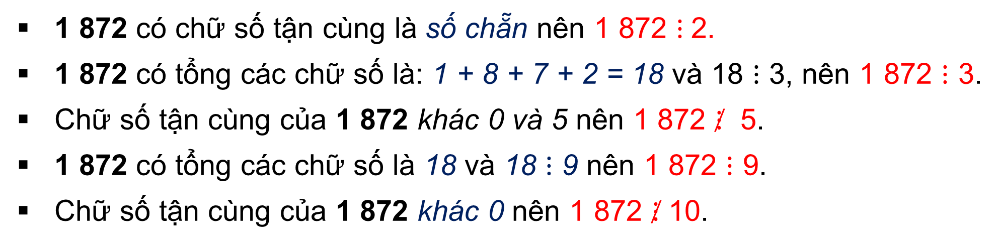 ▪ 1 872 có chữ số tận cùng là số chẵn nên 1 872 ⋮ 2.
▪ 1 872 có tổng các chữ số là: 1 + 8 + 7 + 2 = 18 và 18 ⋮ 3, nên 1 872 ⋮ 3.
▪ Chữ số tận cùng của 1 872 khác 0 và 5 nên 1 872 ⋮̸ 5.
▪ 1 872 có tổng các chữ số là 18 và 18 ⋮ 9 nên 1 872 ⋮ 9.
▪ Chữ số tận cùng của 1 872 khác 0 nên 1 872 ⋮̸ 10.